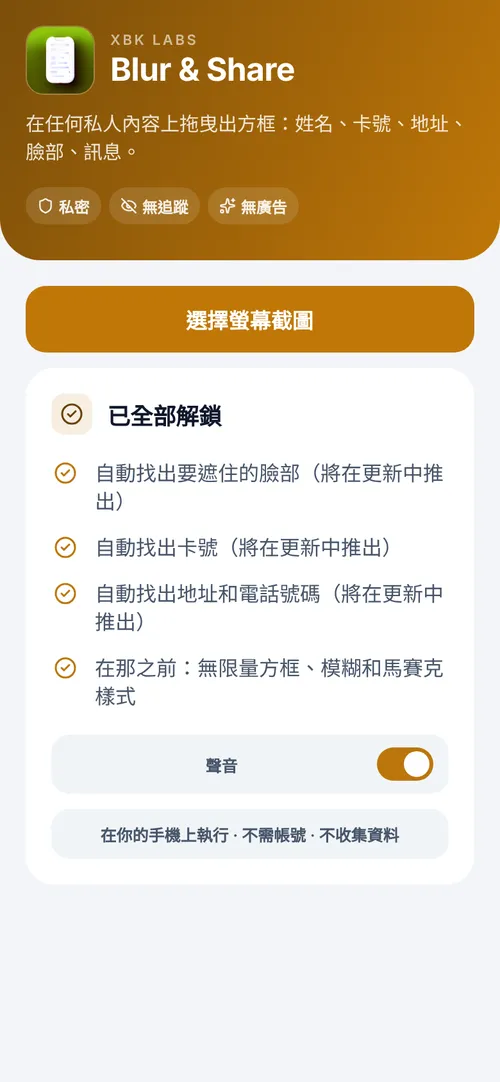 XBK LABS
Blur & Share
在任何私人內容上拖曳出方框：姓名、卡號、地址、
臉部、訊息。
私密
無追蹤
無廣告
選擇螢幕截圖
已全部解鎖
自動找出要遮住的臉部（將在更新中推
出）
自動找出卡號（將在更新中推出）
自動找出地址和電話號碼（將在更新中
推出）
在那之前：無限量方框、模糊和馬賽克
樣式
聲音
在你的手機上執行 · 不需帳號 · 不收集資料